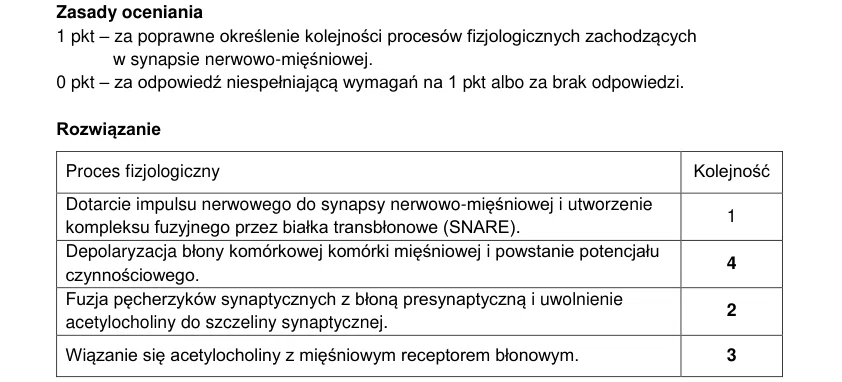 Zasady oceniania
1 pkt – za poprawne określenie kolejności procesów fizjologicznych zachodzących
w synapsie nerwowo-mięśniowej.
0 pkt – za odpowiedź niespełniającą wymagań na 1 pkt albo za brak odpowiedzi.
Rozwiązanie
Proces fizjologiczny Kolejność
Dotarcie impulsu nerwowego do synapsy nerwowo-mięśniowej i utworzenie
kompleksu fuzyjnego przez białka transbłonowe (SNARE).
1
Depolaryzacja błony komórkowej komórki mięśniowej i powstanie potencjału
czynnościowego.
4
Fuzja pęcherzyków synaptycznych z błoną presynaptyczną i uwolnienie
acetylocholiny do szczeliny synaptycznej.
2
Wiązanie się acetylocholiny z mięśniowym receptorem błonowym. 3